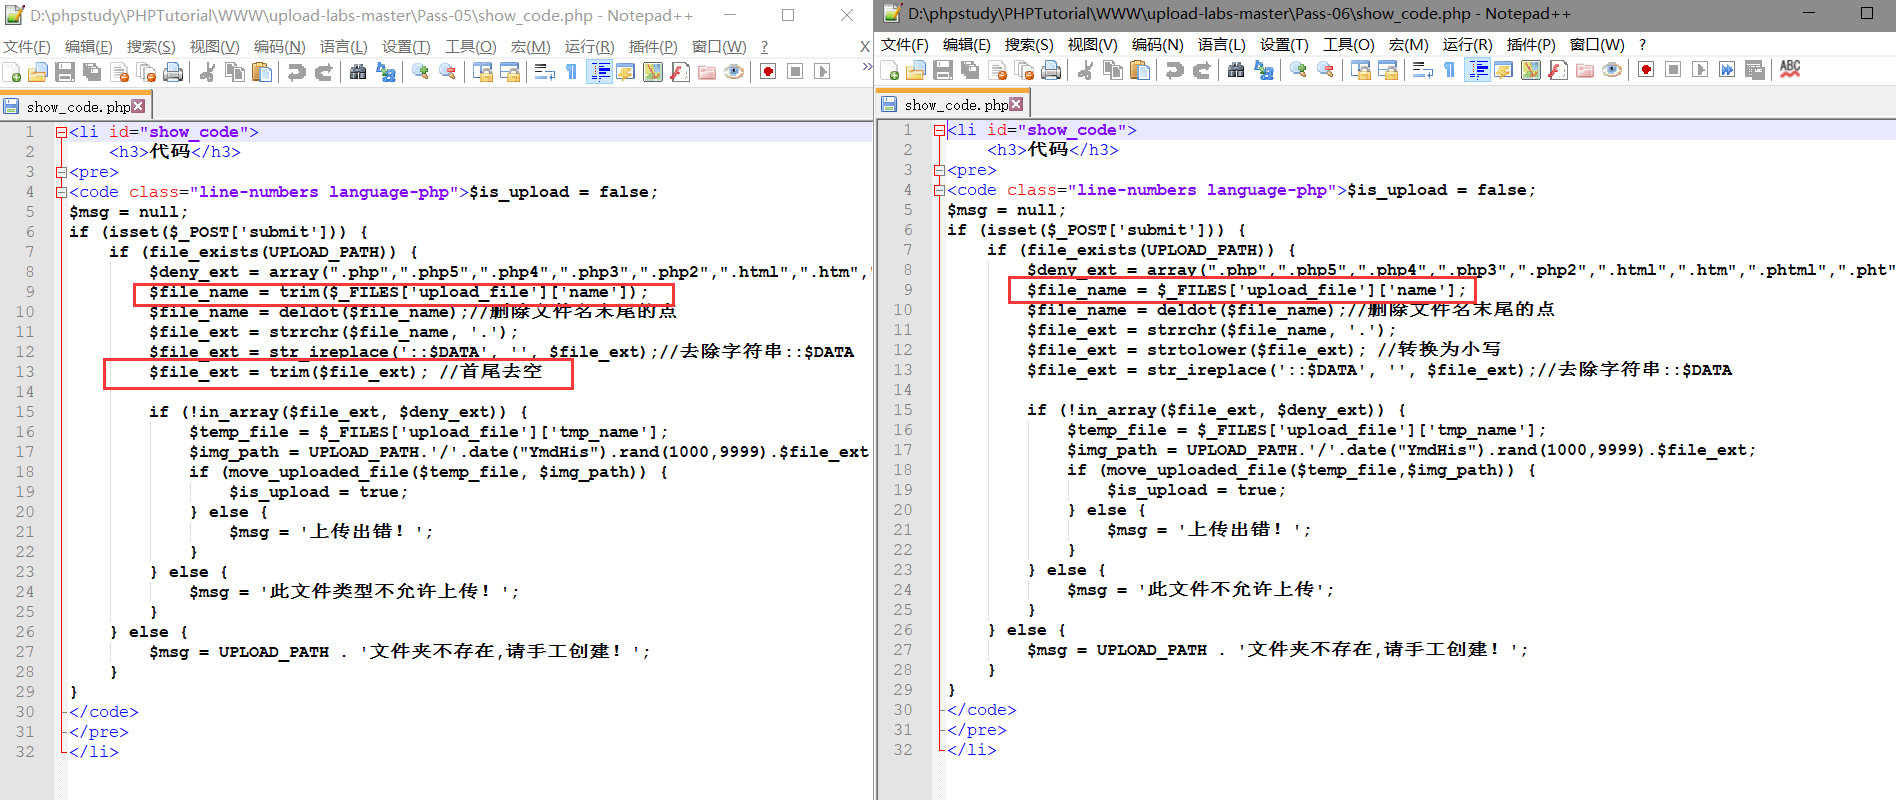 D:\phpstudy\PHPTutorial\WWW\upload-labs-master\Pass-05\show_code.php - Notepad++
文件(F) 编辑(E) 搜索(S) 视图(V) 编码(N) 语言(L) 设置(T) 工具(O) 宏(M) 运行(R) 插件(P) 窗口(W) ? X
show_code.php
1 <li id="show_code">
2 <h3>代码</h3>
3 <pre>
4 <code class="line-numbers language-php">$is_upload = false;
5 $msg = null;
6 if (isset($_POST['submit'])) {
7 if (file_exists(UPLOAD_PATH)) {
8 $deny_ext = array(".php",".php5",".php4",".php3",".php2",".html",".htm",
9 $file_name = trim($_FILES['upload_file']['name']);
10 $file_name = deldot($file_name);//删除文件名末尾的点
11 $file_ext = strrchr($file_name, '.');
12 $file_ext = str_ireplace('::$DATA', '', $file_ext);//去除字符串::$DATA
13 $file_ext = trim($file_ext); //首尾去空
14
15 if (!in_array($file_ext, $deny_ext)) {
16 $temp_file = $_FILES['upload_file']['tmp_name'];
17 $img_path = UPLOAD_PATH.'/'.date("YmdHis").rand(1000,9999).$file_ext
18 if (move_uploaded_file($temp_file, $img_path)) {
19 $is_upload = true;
20 } else {
21 $msg = '上传出错！';
22 }
23 } else {
24 $msg = '此文件类型不允许上传！';
25 }
26 } else {
27 $msg = UPLOAD_PATH . '文件夹不存在,请手工创建！';
28 }
29 }
30 </code>
31 </pre>
32 </li>
D:\phpstudy\PHPTutorial\WWW\upload-labs-master\Pass-06\show_code.php - Notepad++
文件(F) 编辑(E) 搜索(S) 视图(V) 编码(N) 语言(L) 设置(T) 工具(O) 宏(M) 运行(R) 插件(P) 窗口(W) ?
ABC
show_code.php
1 <li id="show_code">
2 <h3>代码</h3>
3 <pre>
4 <code class="line-numbers language-php">$is_upload = false;
5 $msg = null;
6 if (isset($_POST['submit'])) {
7 if (file_exists(UPLOAD_PATH)) {
8 $deny_ext = array(".php",".php5",".php4",".php3",".php2",".html",".htm",".phtml",".pht"
9 $file_name = $_FILES['upload_file']['name'];
10 $file_name = deldot($file_name);//删除文件名末尾的点
11 $file_ext = strrchr($file_name, '.');
12 $file_ext = strtolower($file_ext); //转换为小写
13 $file_ext = str_ireplace('::$DATA', '', $file_ext);//去除字符串::$DATA
14
15 if (!in_array($file_ext, $deny_ext)) {
16 $temp_file = $_FILES['upload_file']['tmp_name'];
17 $img_path = UPLOAD_PATH.'/'.date("YmdHis").rand(1000,9999).$file_ext;
18 if (move_uploaded_file($temp_file,$img_path)) {
19 $is_upload = true;
20 } else {
21 $msg = '上传出错！';
22 }
23 } else {
24 $msg = '此文件不允许上传';
25 }
26 } else {
27 $msg = UPLOAD_PATH . '文件夹不存在,请手工创建！';
28 }
29 }
30 </code>
31 </pre>
32 </li>